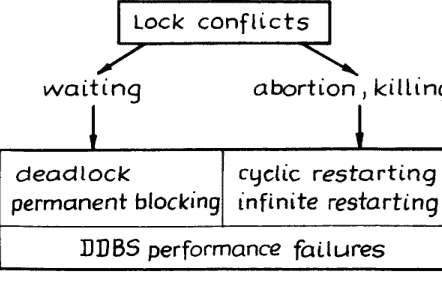 Lock conflicts
waiting
abortion, killing
deadlock
permanent blocking
cyclic restarting
infinite restarting
DDBS performance failures